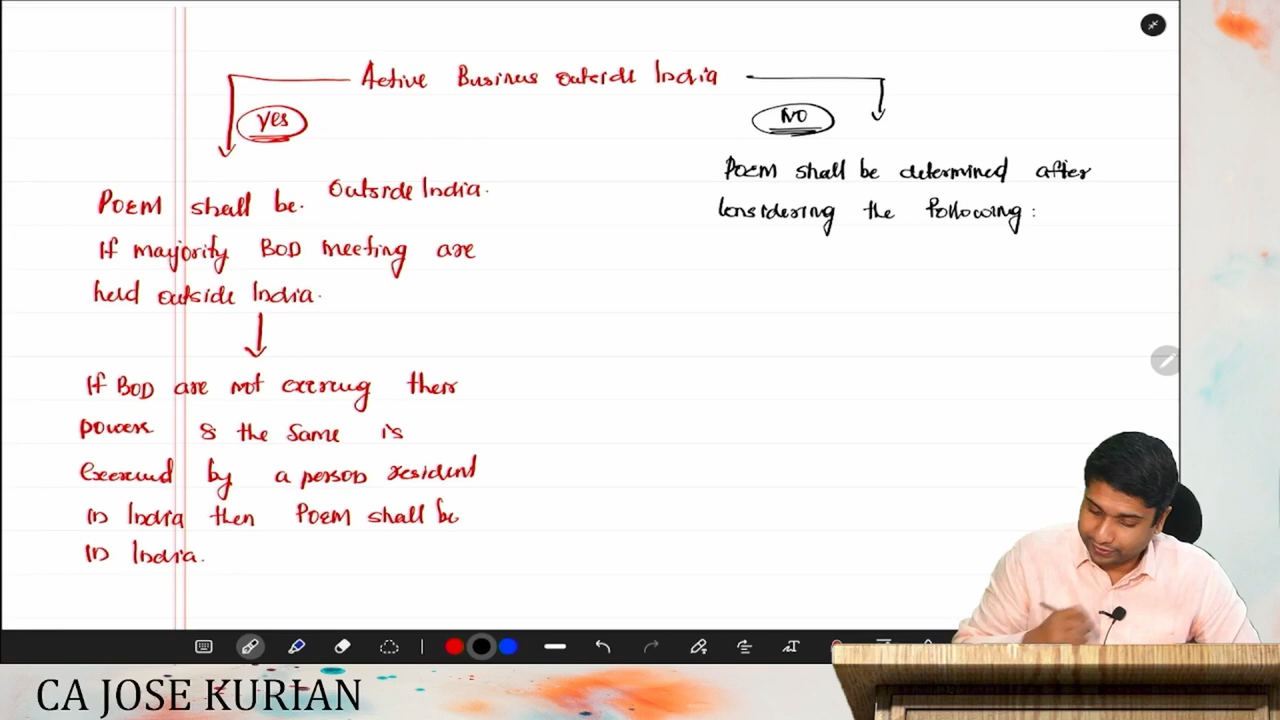 Active Business outside India
Yes
NO
POEM shall be. Outside India.
If majority BOD meeting are
held outside India.
If BOD are not exersing their
power & the same is
Exercised by a person resident
in India then POEM shall be
in India.
POEM shall be determined after
Considering the following:
CA JOSE KURIAN